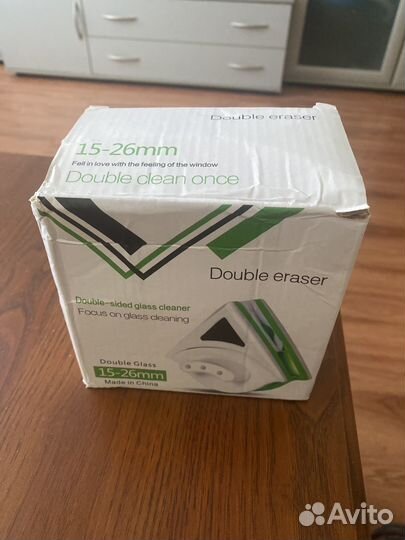 Double eraser
15-26mm
Fell in love with the feeling of the window
Double clean once
Double eraser
Double-sided glass cleaner
Focus on glass cleaning
Double Glass
15-26mm
Made in China
Avito